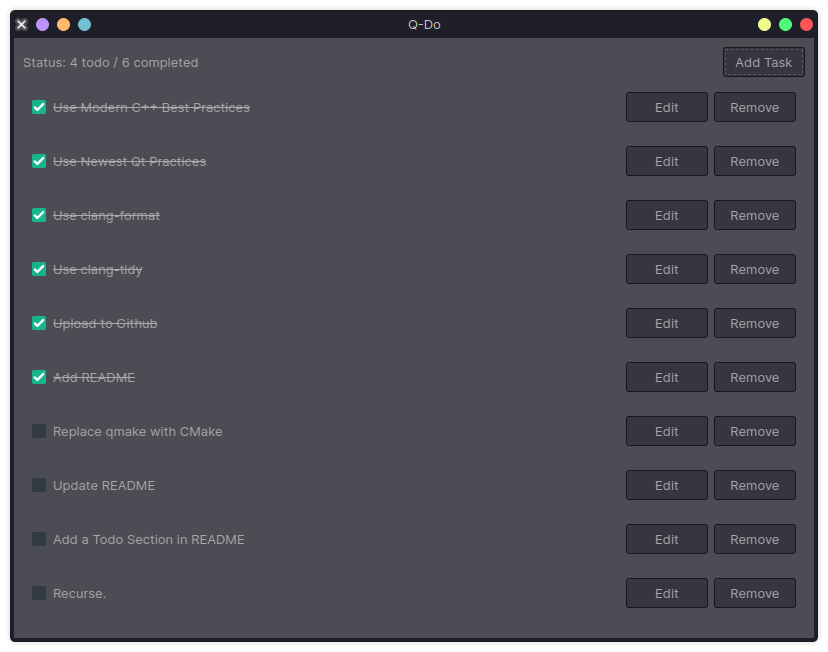 Q-Do
Status: 4 todo / 6 completed Add Task
Use Modern C++ Best Practices Edit Remove
Use Newest Qt Practices Edit Remove
Use clang-format Edit Remove
Use clang-tidy Edit Remove
Upload to Github Edit Remove
Add README Edit Remove
Replace qmake with CMake Edit Remove
Update README Edit Remove
Add a Todo Section in README Edit Remove
Recurse. Edit Remove